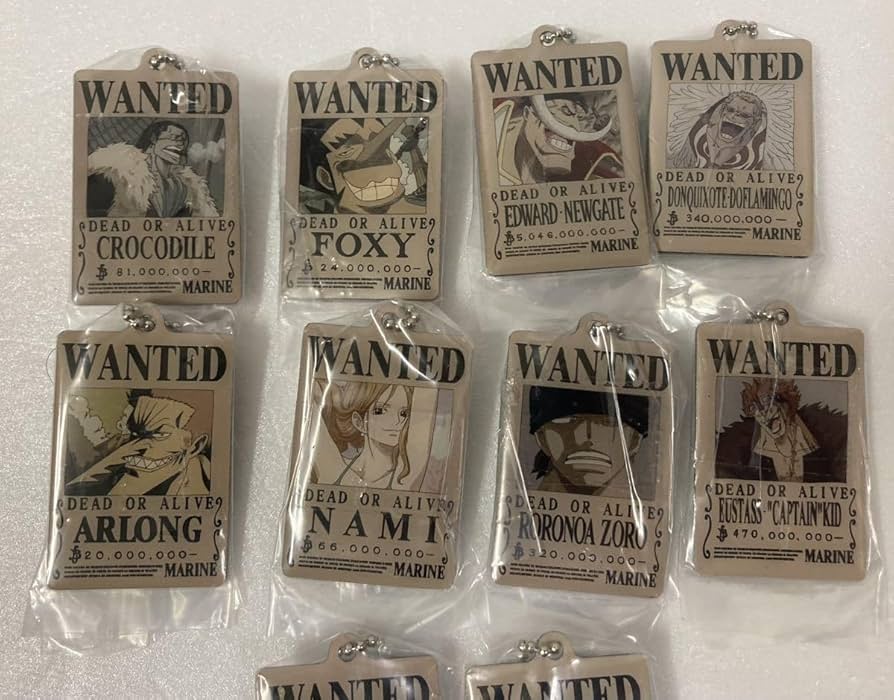 WANTED
DEAD OR ALIVE
CROCODILE
81,000,000-
MARINE
WANTED
DEAD OR ALIVE
FOXY
24,000,000-
MARINE
WANTED
DEAD OR ALIVE
EDWARD·NEWGATE
5,046,000,000-
MARINE
WANTED
DEAD OR ALIVE
DONQUIXOTE·DOFLAMINGO
340,000,000-
MARINE
WANTED
DEAD OR ALIVE
ARLONG
20,000,000-
MARINE
WANTED
DEAD OR ALIVE
NAMI
66,000,000-
MARINE
WANTED
DEAD OR ALIVE
RORONOA ZORO
320,000,000-
MARINE
WANTED
DEAD OR ALIVE
EUSTASS·"CAPTAIN"KID
470,000,000-
MARINE
WANTED
WANTED